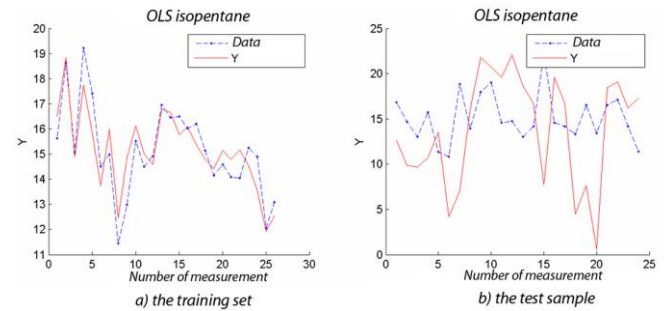 OLS isopentane
20
19
18
17
16
15
14
13
12
11
Y
0 5 10 15 20 25 30
Data
Y
Number of measurement
a) the training set
OLS isopentane
25
20
15
10
5
0
Y
0 5 10 15 20 25
Data
Y
Number of measurement
b) the test sample